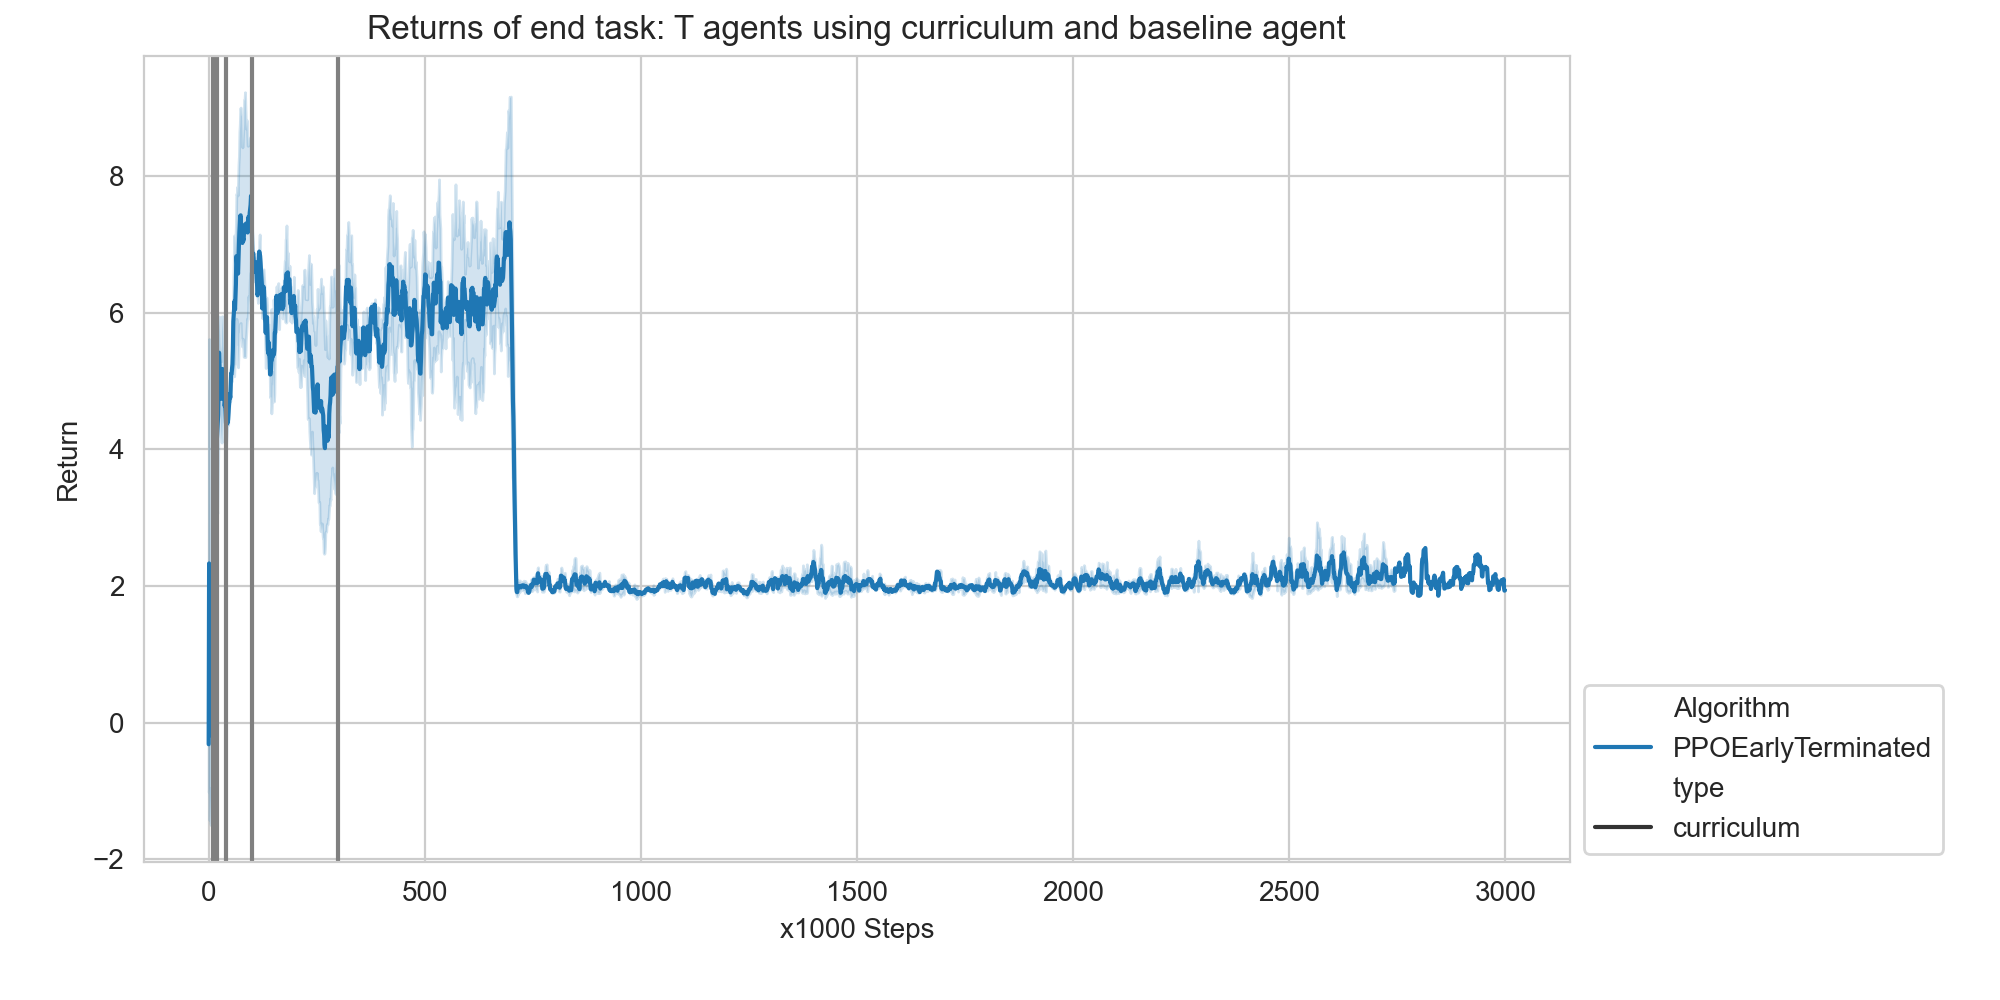 Returns of end task: T agents using curriculum and baseline agent
Return
8
6
4
2
0
−2
0 500 1000 1500 2000 2500 3000
x1000 Steps
Algorithm
PPOEarlyTerminated
type
curriculum